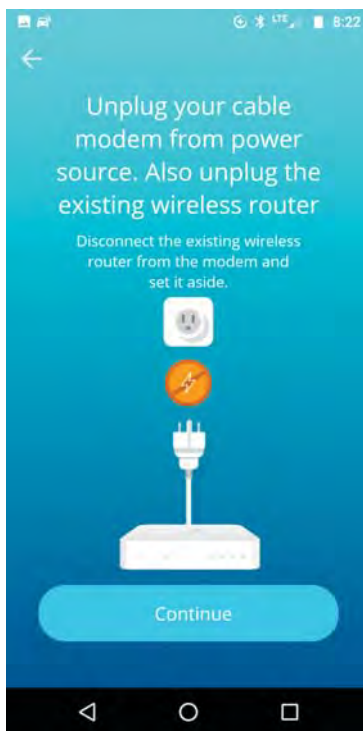 LTE 8:22
Unplug your cable
modem from power
source. Also unplug the
existing wireless router
Disconnect the existing wireless
router from the modem and
set it aside.
Continue